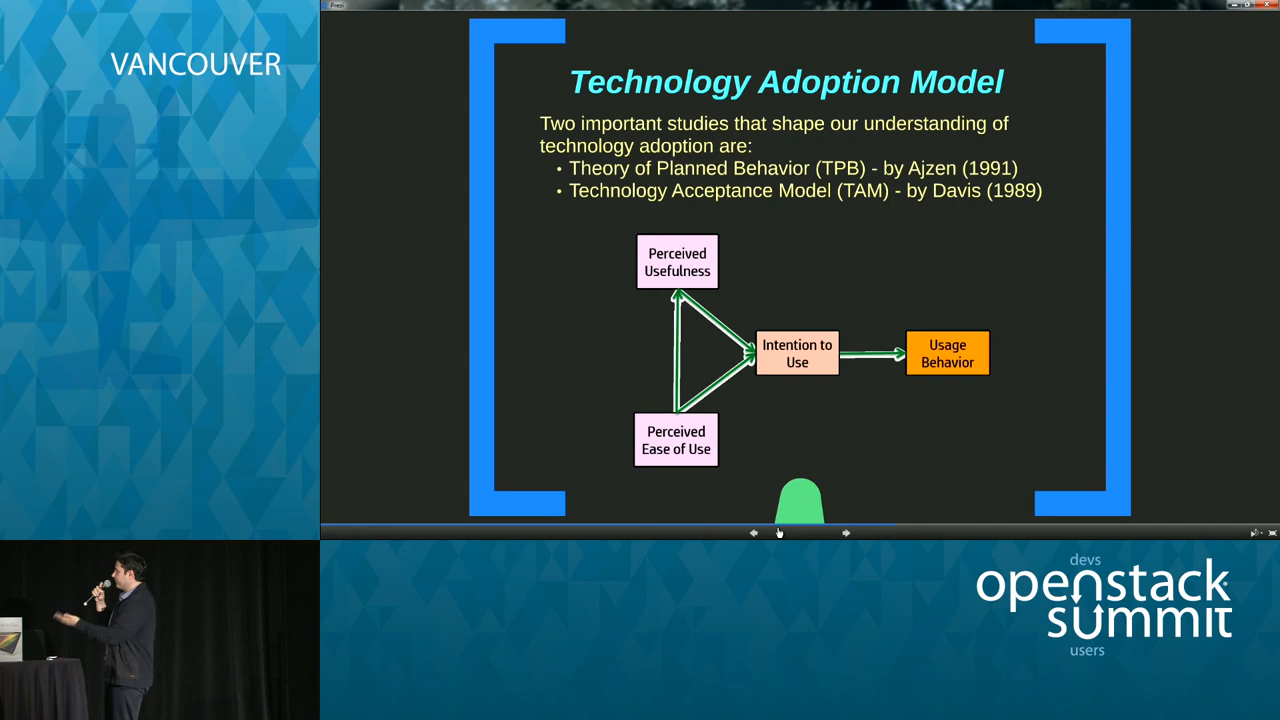 Prezi
VANCOUVER
Technology Adoption Model
Two important studies that shape our understanding of
technology adoption are:
• Theory of Planned Behavior (TPB) - by Ajzen (1991)
• Technology Acceptance Model (TAM) - by Davis (1989)
Perceived
Usefulness
Intention to
Use
Usage
Behavior
Perceived
Ease of Use
devs
openstack
summit
users